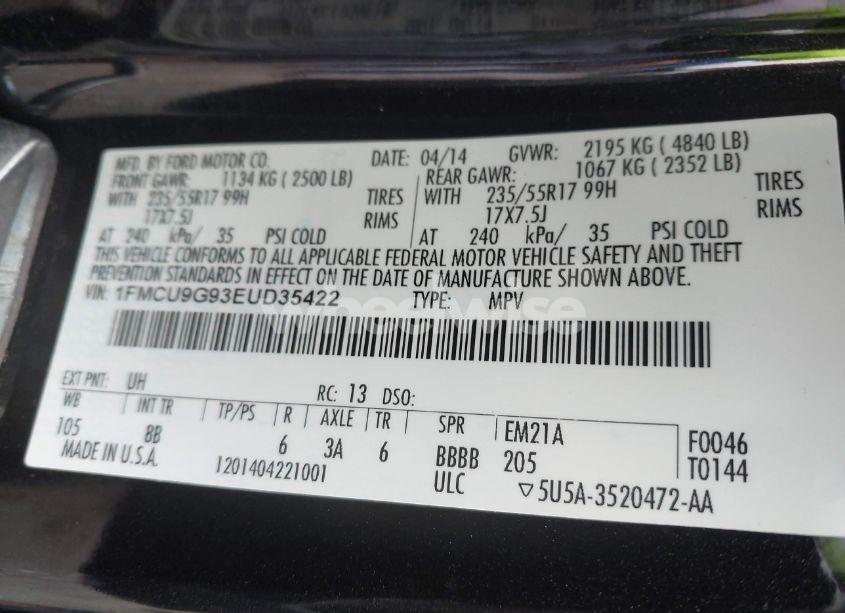 MFD. BY FORD MOTOR CO. DATE: 04/14 GVWR: 2195 KG ( 4840 LB)
FRONT GAWR: 1134 KG ( 2500 LB) REAR GAWR: 1067 KG ( 2352 LB)
WITH 235/55R17 99H TIRES WITH 235/55R17 99H TIRES
17X7.5J RIMS 17X7.5J RIMS
AT 240 kPa/ 35 PSI COLD AT 240 kPa/ 35 PSI COLD
THIS VEHICLE CONFORMS TO ALL APPLICABLE FEDERAL MOTOR VEHICLE SAFETY AND THEFT
PREVENTION STANDARDS IN EFFECT ON THE DATE OF MANUFACTURE SHOWN ABOVE.
VIN: 1FMCU9G93EUD35422 TYPE: MPV
wheelwise
EXT PNT: UH RC: 13 DSO:
WB INT TR TP/PS R AXLE TR SPR EM21A F0046
105 8B 6 3A 6 BBBB 205 T0144
MADE IN U.S.A. 1201404221001 ULC ▽5U5A-3520472-AA